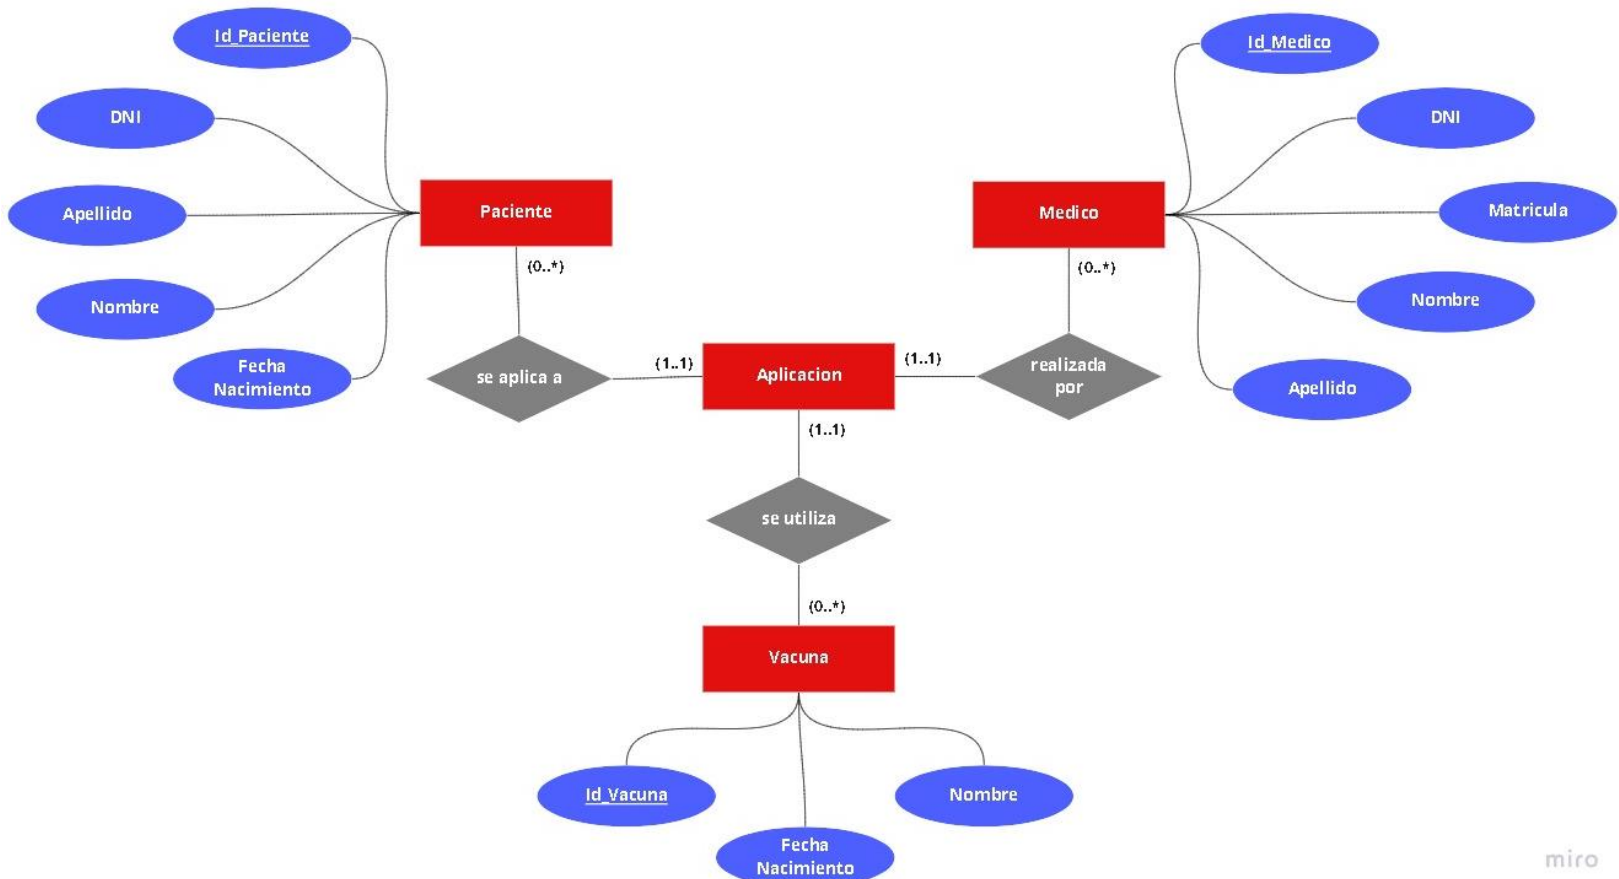 Id_Paciente
Id_Medico
DNI
DNI
Apellido
Paciente
Medico
Matricula
(0..*)
(0..*)
Nombre
Nombre
Fecha
Nacimiento
se aplica a
(1..1)
Aplicacion
(1..1)
realizada
por
Apellido
(1..1)
se utiliza
(0..*)
Vacuna
Id_Vacuna
Nombre
Fecha
Nacimiento
miro